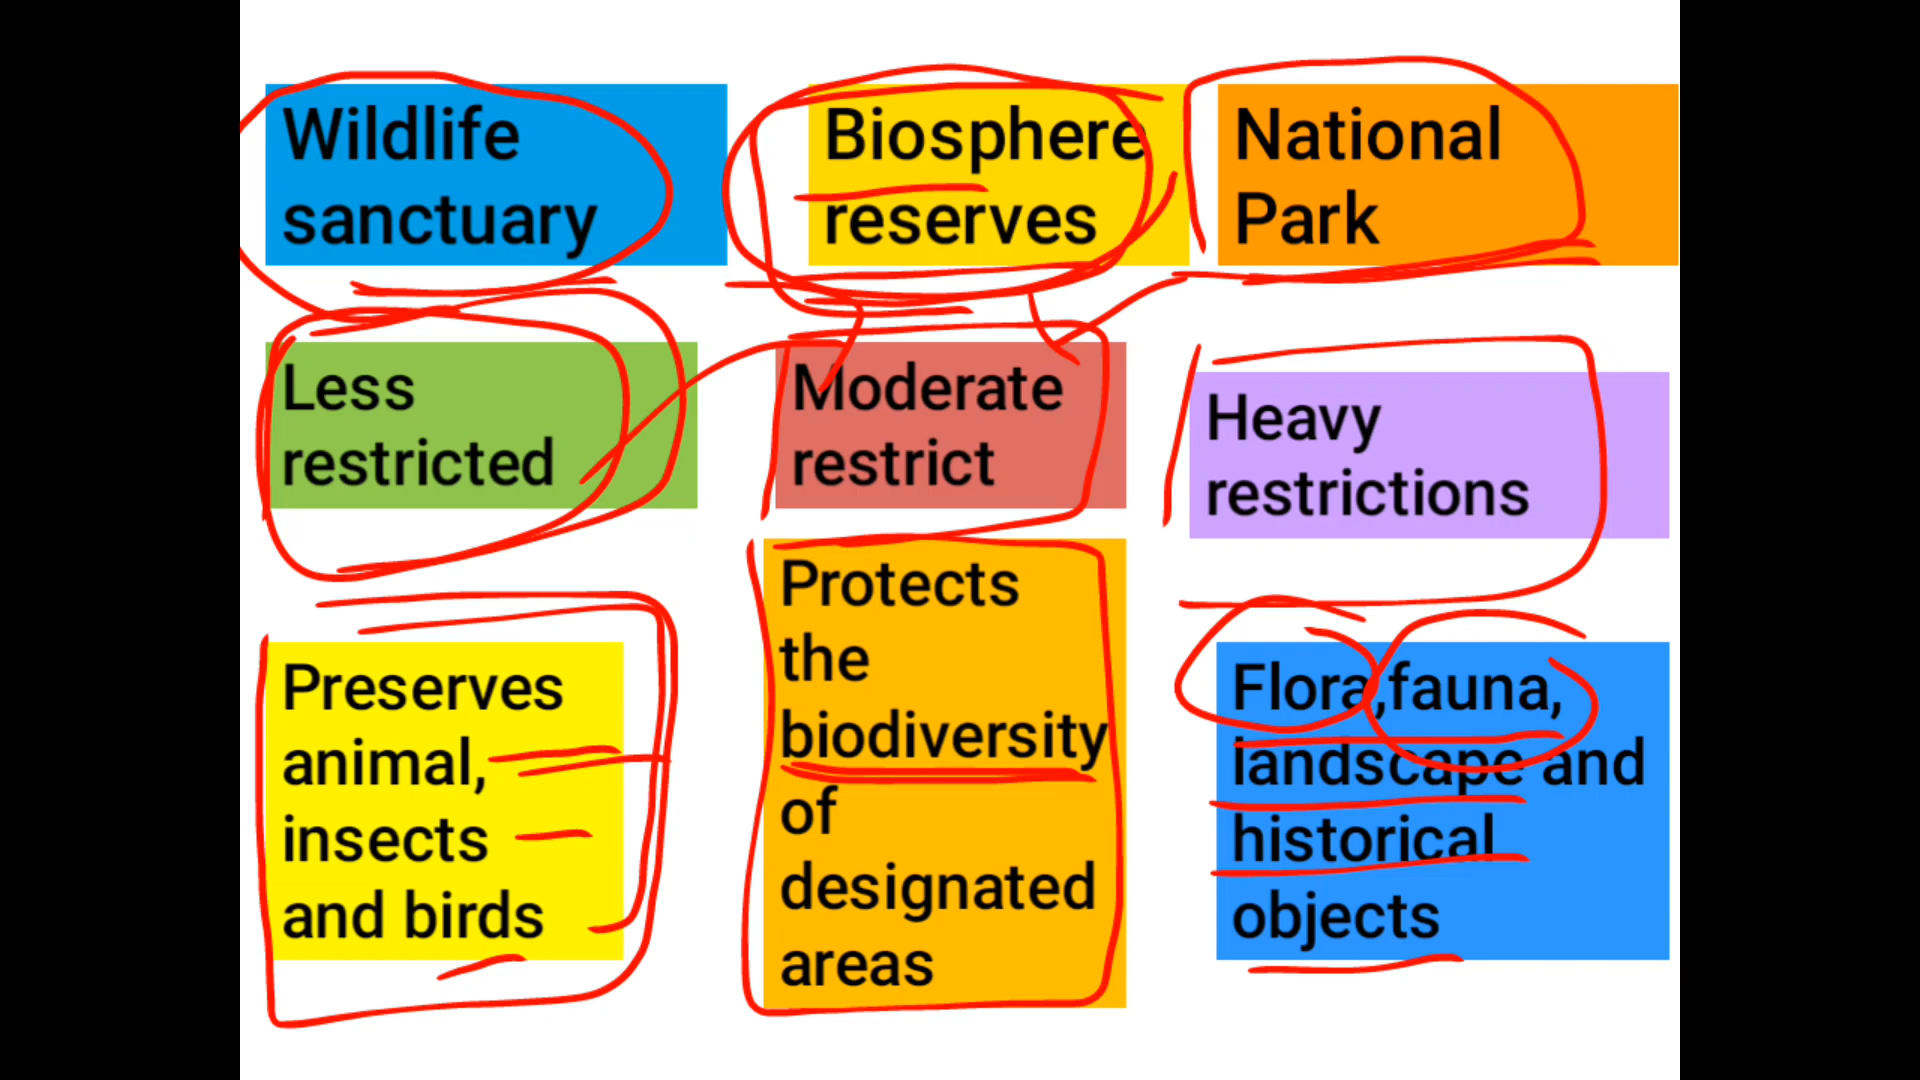 Wildlife
sanctuary
Biosphere
reserves
National
Park
Less
restricted
Moderate
restrict
Heavy
restrictions
Preserves
animal,
insects
and birds
Protects
the
biodiversity
of
designated
areas
Flora,fauna,
landscape and
historical
objects